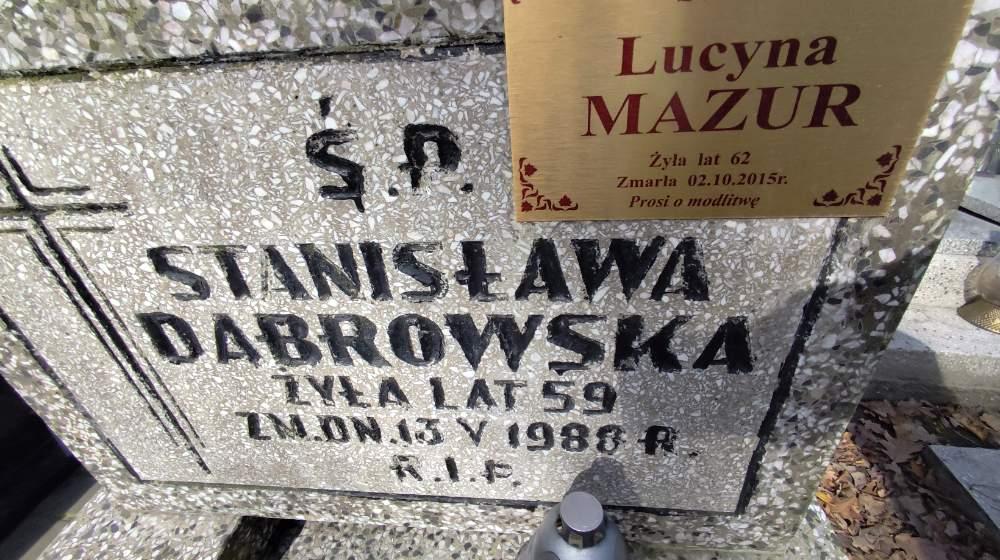 Lucyna
MAZUR
Żyła lat 62
Zmarła 02.10.2015r.
Prosi o modlitwę
Ś.P.
STANISŁAWA
DĄBROWSKA
ŻYŁA LAT 59
ZM.DN.13 V 1988 R.
R.I.P.